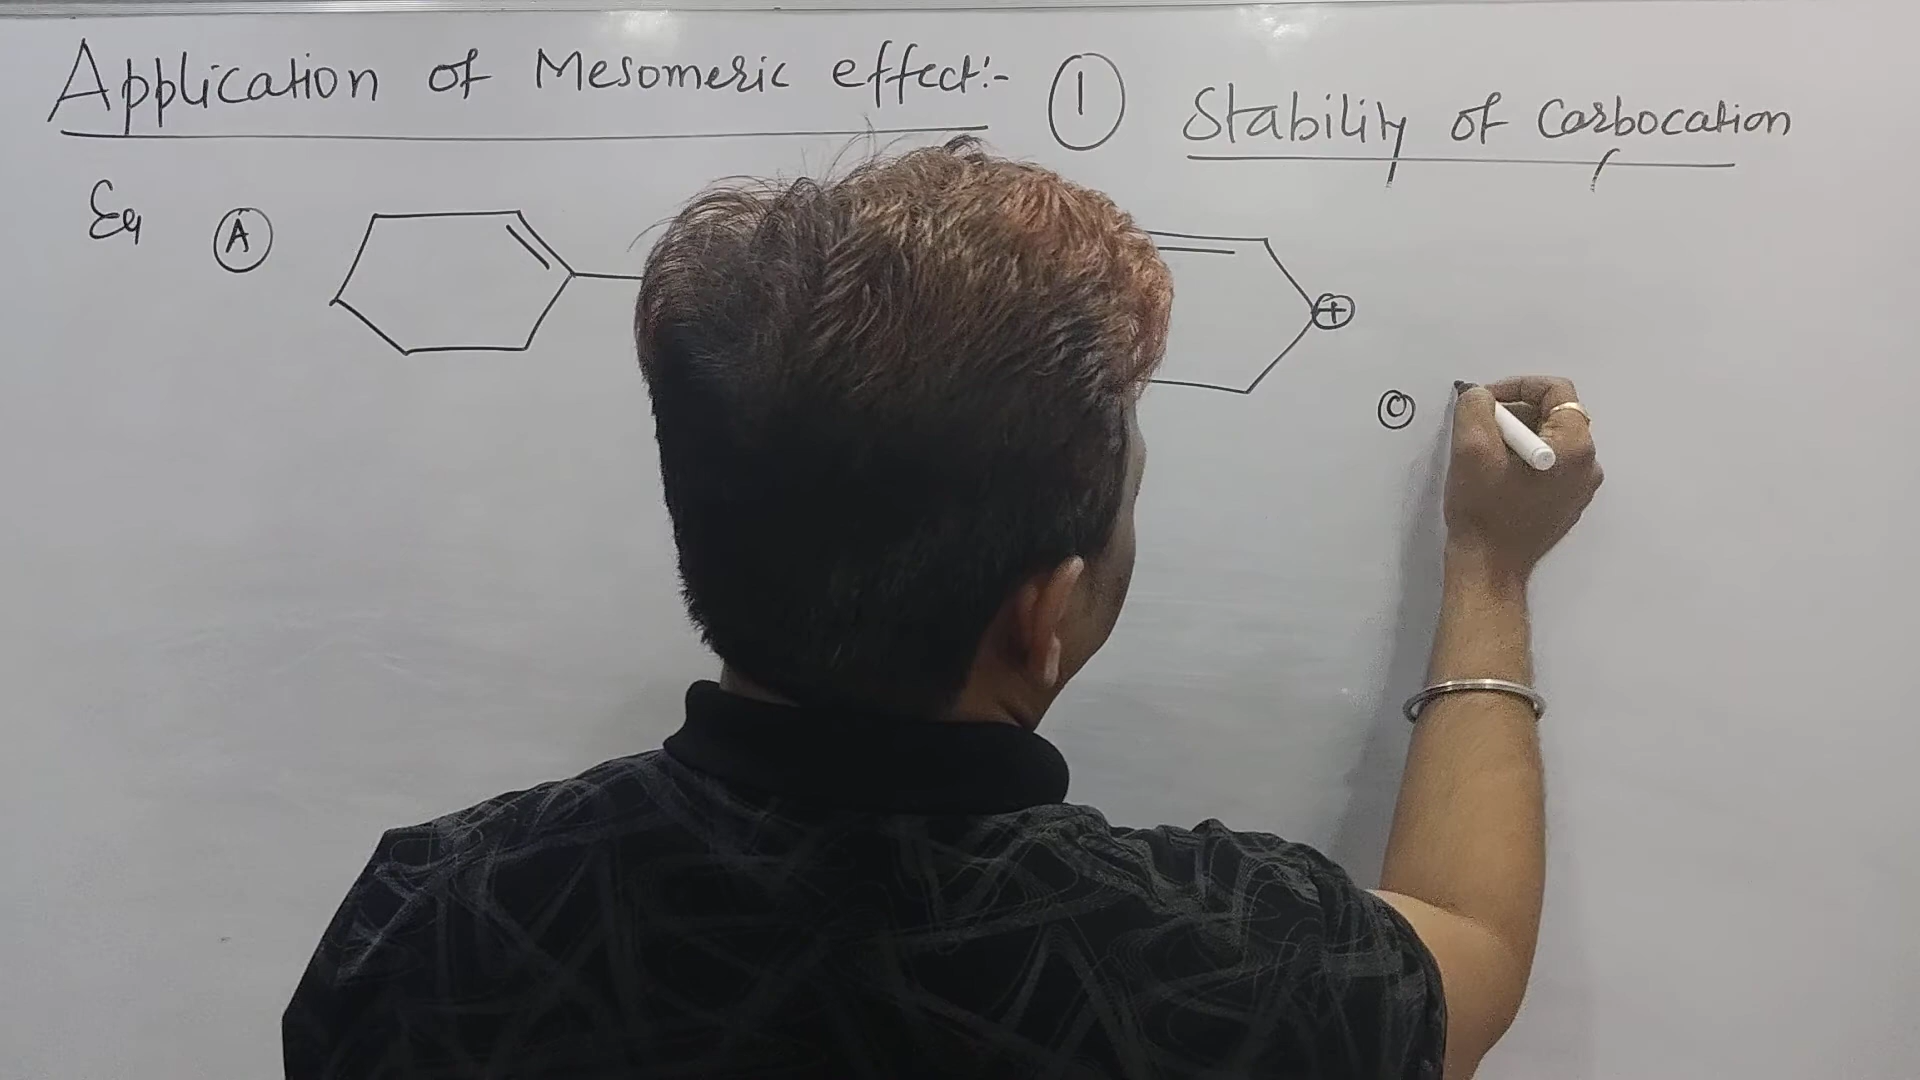 Application of Mesomeric effect:- ① Stability of Carbocation
Eg Ⓐ
⊕
Ⓒ